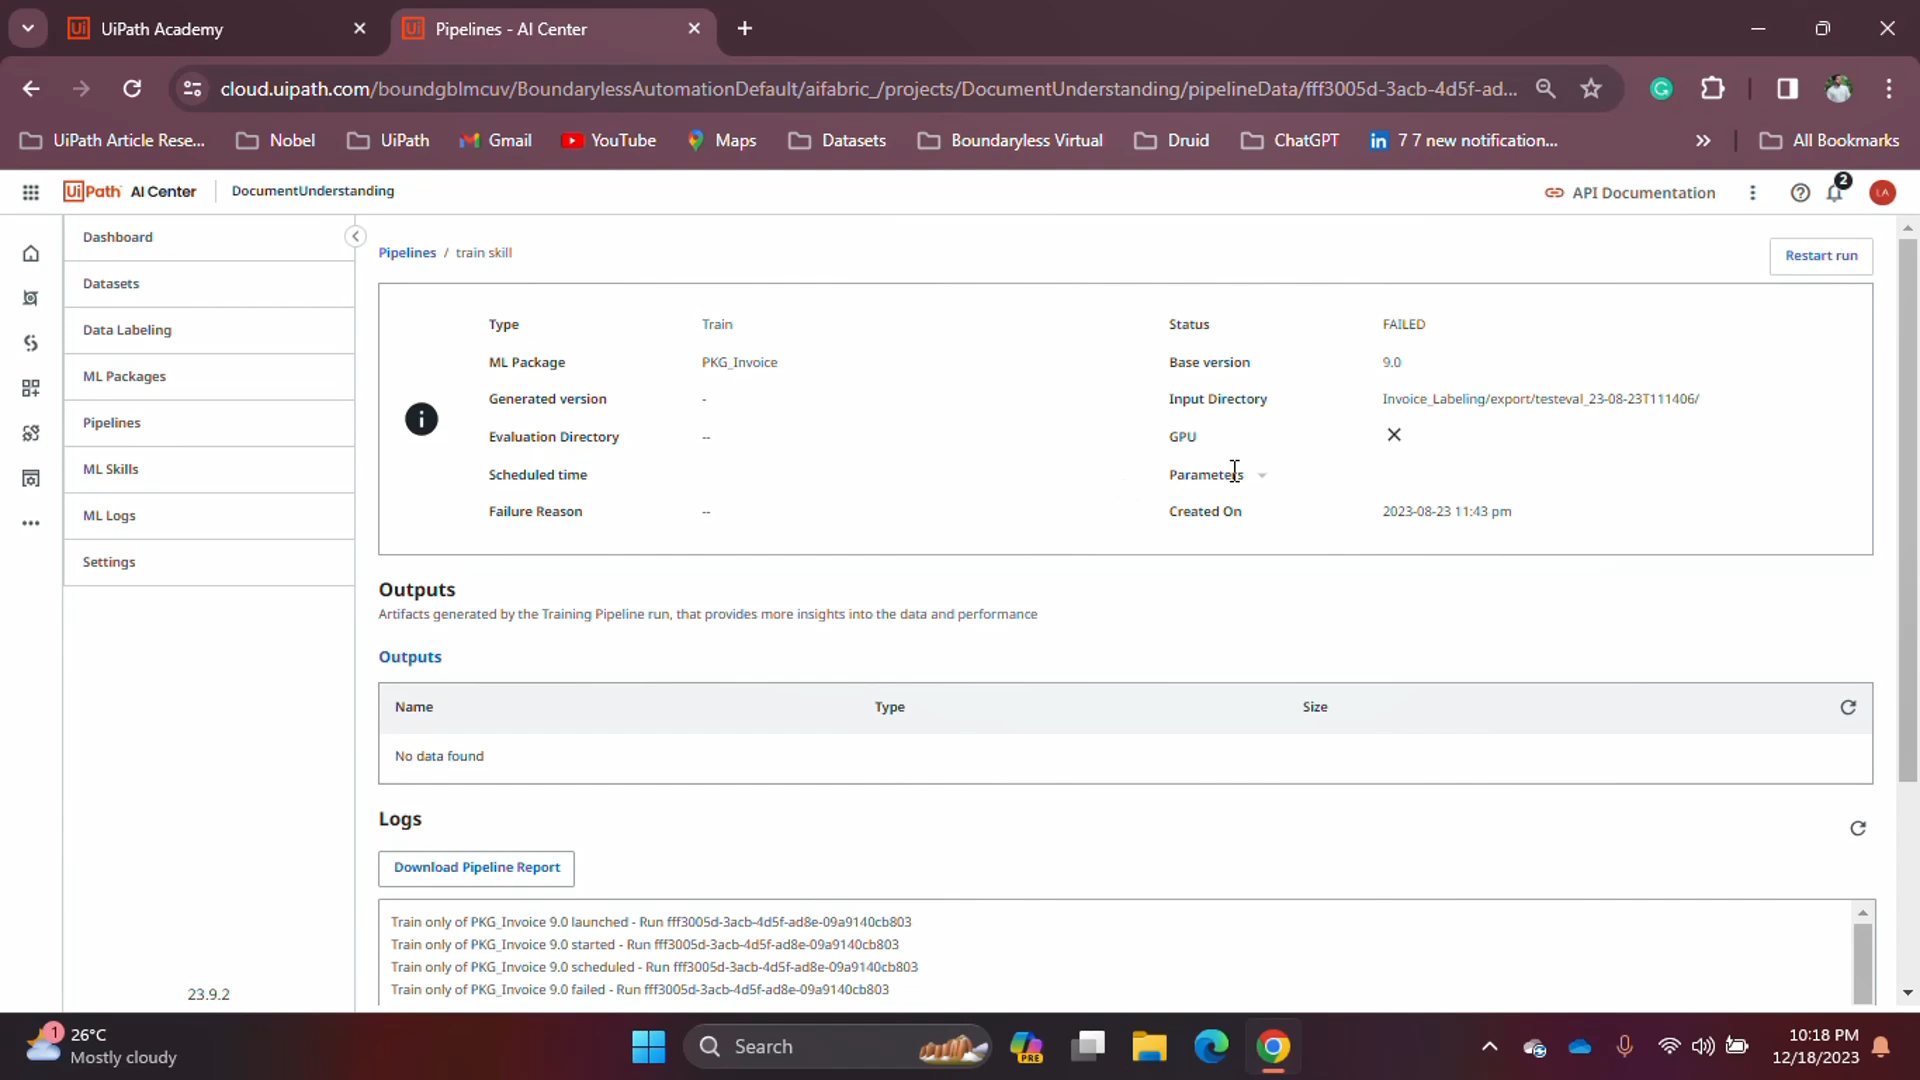 UiPath Academy
Pipelines - AI Center
cloud.uipath.com/boundgblmcuv/BoundarylessAutomationDefault/aifabric_/projects/DocumentUnderstanding/pipelineData/fff3005d-3acb-4d5f-ad...
UiPath Article Rese... Nobel UiPath Gmail YouTube Maps Datasets Boundaryless Virtual Druid ChatGPT 7 7 new notification... » All Bookmarks
UiPath AI Center DocumentUnderstanding API Documentation 2 LA
Dashboard
Datasets
Data Labeling
ML Packages
Pipelines
ML Skills
ML Logs
Settings
23.9.2
Pipelines / train skill Restart run
Type Train Status FAILED
ML Package PKG_Invoice Base version 9.0
Generated version - Input Directory Invoice_Labeling/export/testeval_23-08-23T111406/
Evaluation Directory -- GPU
Scheduled time Parameters
Failure Reason -- Created On 2023-08-23 11:43 pm
Outputs
Artifacts generated by the Training Pipeline run, that provides more insights into the data and performance
Outputs
Name Type Size
No data found
Logs
Download Pipeline Report
Train only of PKG_Invoice 9.0 launched - Run fff3005d-3acb-4d5f-ad8e-09a9140cb803
Train only of PKG_Invoice 9.0 started - Run fff3005d-3acb-4d5f-ad8e-09a9140cb803
Train only of PKG_Invoice 9.0 scheduled - Run fff3005d-3acb-4d5f-ad8e-09a9140cb803
Train only of PKG_Invoice 9.0 failed - Run fff3005d-3acb-4d5f-ad8e-09a9140cb803
1 26°C
Mostly cloudy
Search
PRE
10:18 PM
12/18/2023